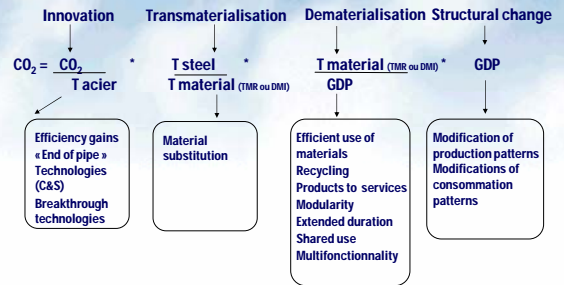 Innovation Transmaterialisation Dematerialisation Structural change
CO2 = CO2 * T steel * T material (TMR ou DMI) * GDP
T acier T material (TMR ou DMI) GDP
Efficiency gains
« End of pipe »
Technologies
(C&S)
Breakthrough
technologies
Material
substitution
Efficient use of
materials
Recycling
Products to services
Modularity
Extended duration
Shared use
Multifonctionnality
Modification of
production patterns
Modifications of
consommation
patterns